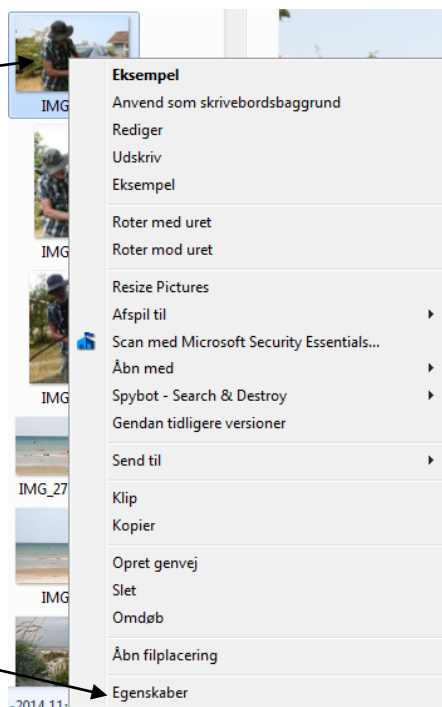 Eksempel
Anvend som skrivebordsbaggrund
Rediger
Udskriv
Eksempel
Roter med uret
Roter mod uret
Resize Pictures
Afspil til
Scan med Microsoft Security Essentials...
Åbn med
Spybot - Search & Destroy
Gendan tidligere versioner
Send til
Klip
Kopier
Opret genvej
Slet
Omdøb
Åbn filplacering
Egenskaber
IMG
IMG
IMG
IMG_27
IMG
-2014 11: